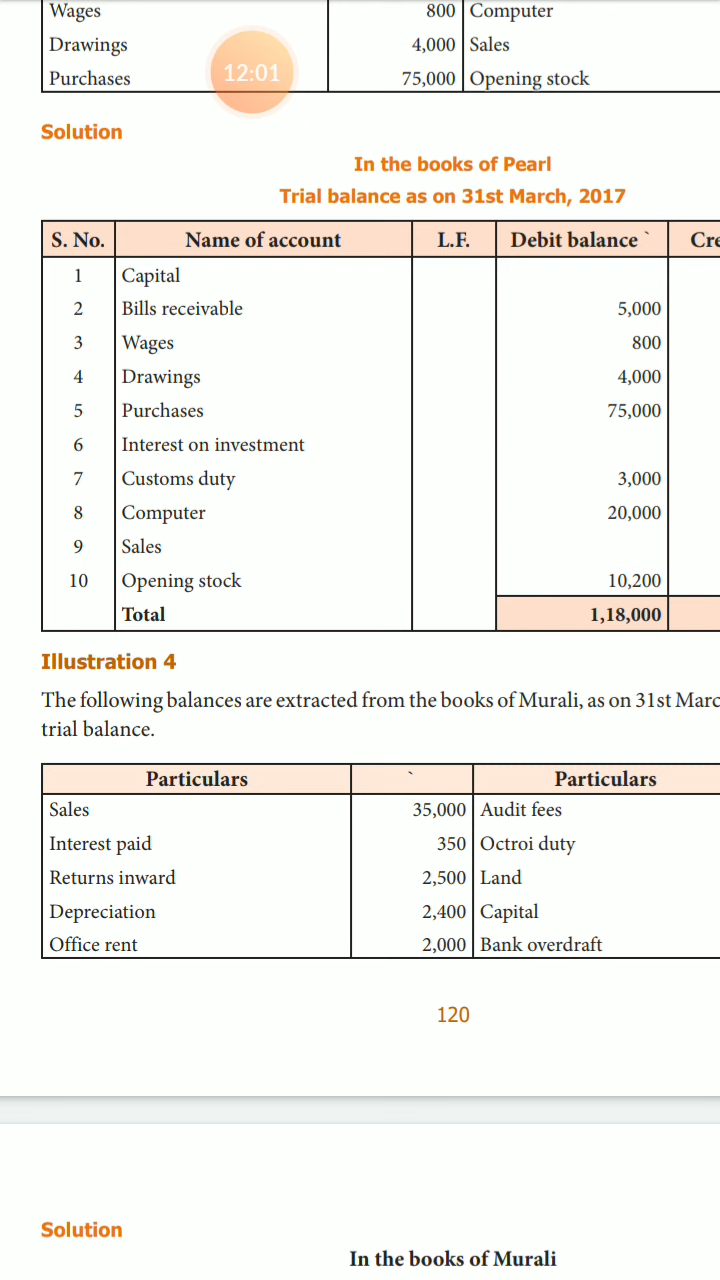 Wages 800 Computer
Drawings 4,000 Sales
12:01
Purchases 75,000 Opening stock
Solution
In the books of Pearl
Trial balance as on 31st March, 2017
S. No. Name of account L.F. Debit balance ` Cre
1 Capital
2 Bills receivable 5,000
3 Wages 800
4 Drawings 4,000
5 Purchases 75,000
6 Interest on investment
7 Customs duty 3,000
8 Computer 20,000
9 Sales
10 Opening stock 10,200
Total 1,18,000
Illustration 4
The following balances are extracted from the books of Murali, as on 31st Marc
trial balance.
Particulars ` Particulars
Sales 35,000 Audit fees
Interest paid 350 Octroi duty
Returns inward 2,500 Land
Depreciation 2,400 Capital
Office rent 2,000 Bank overdraft
120
Solution
In the books of Murali